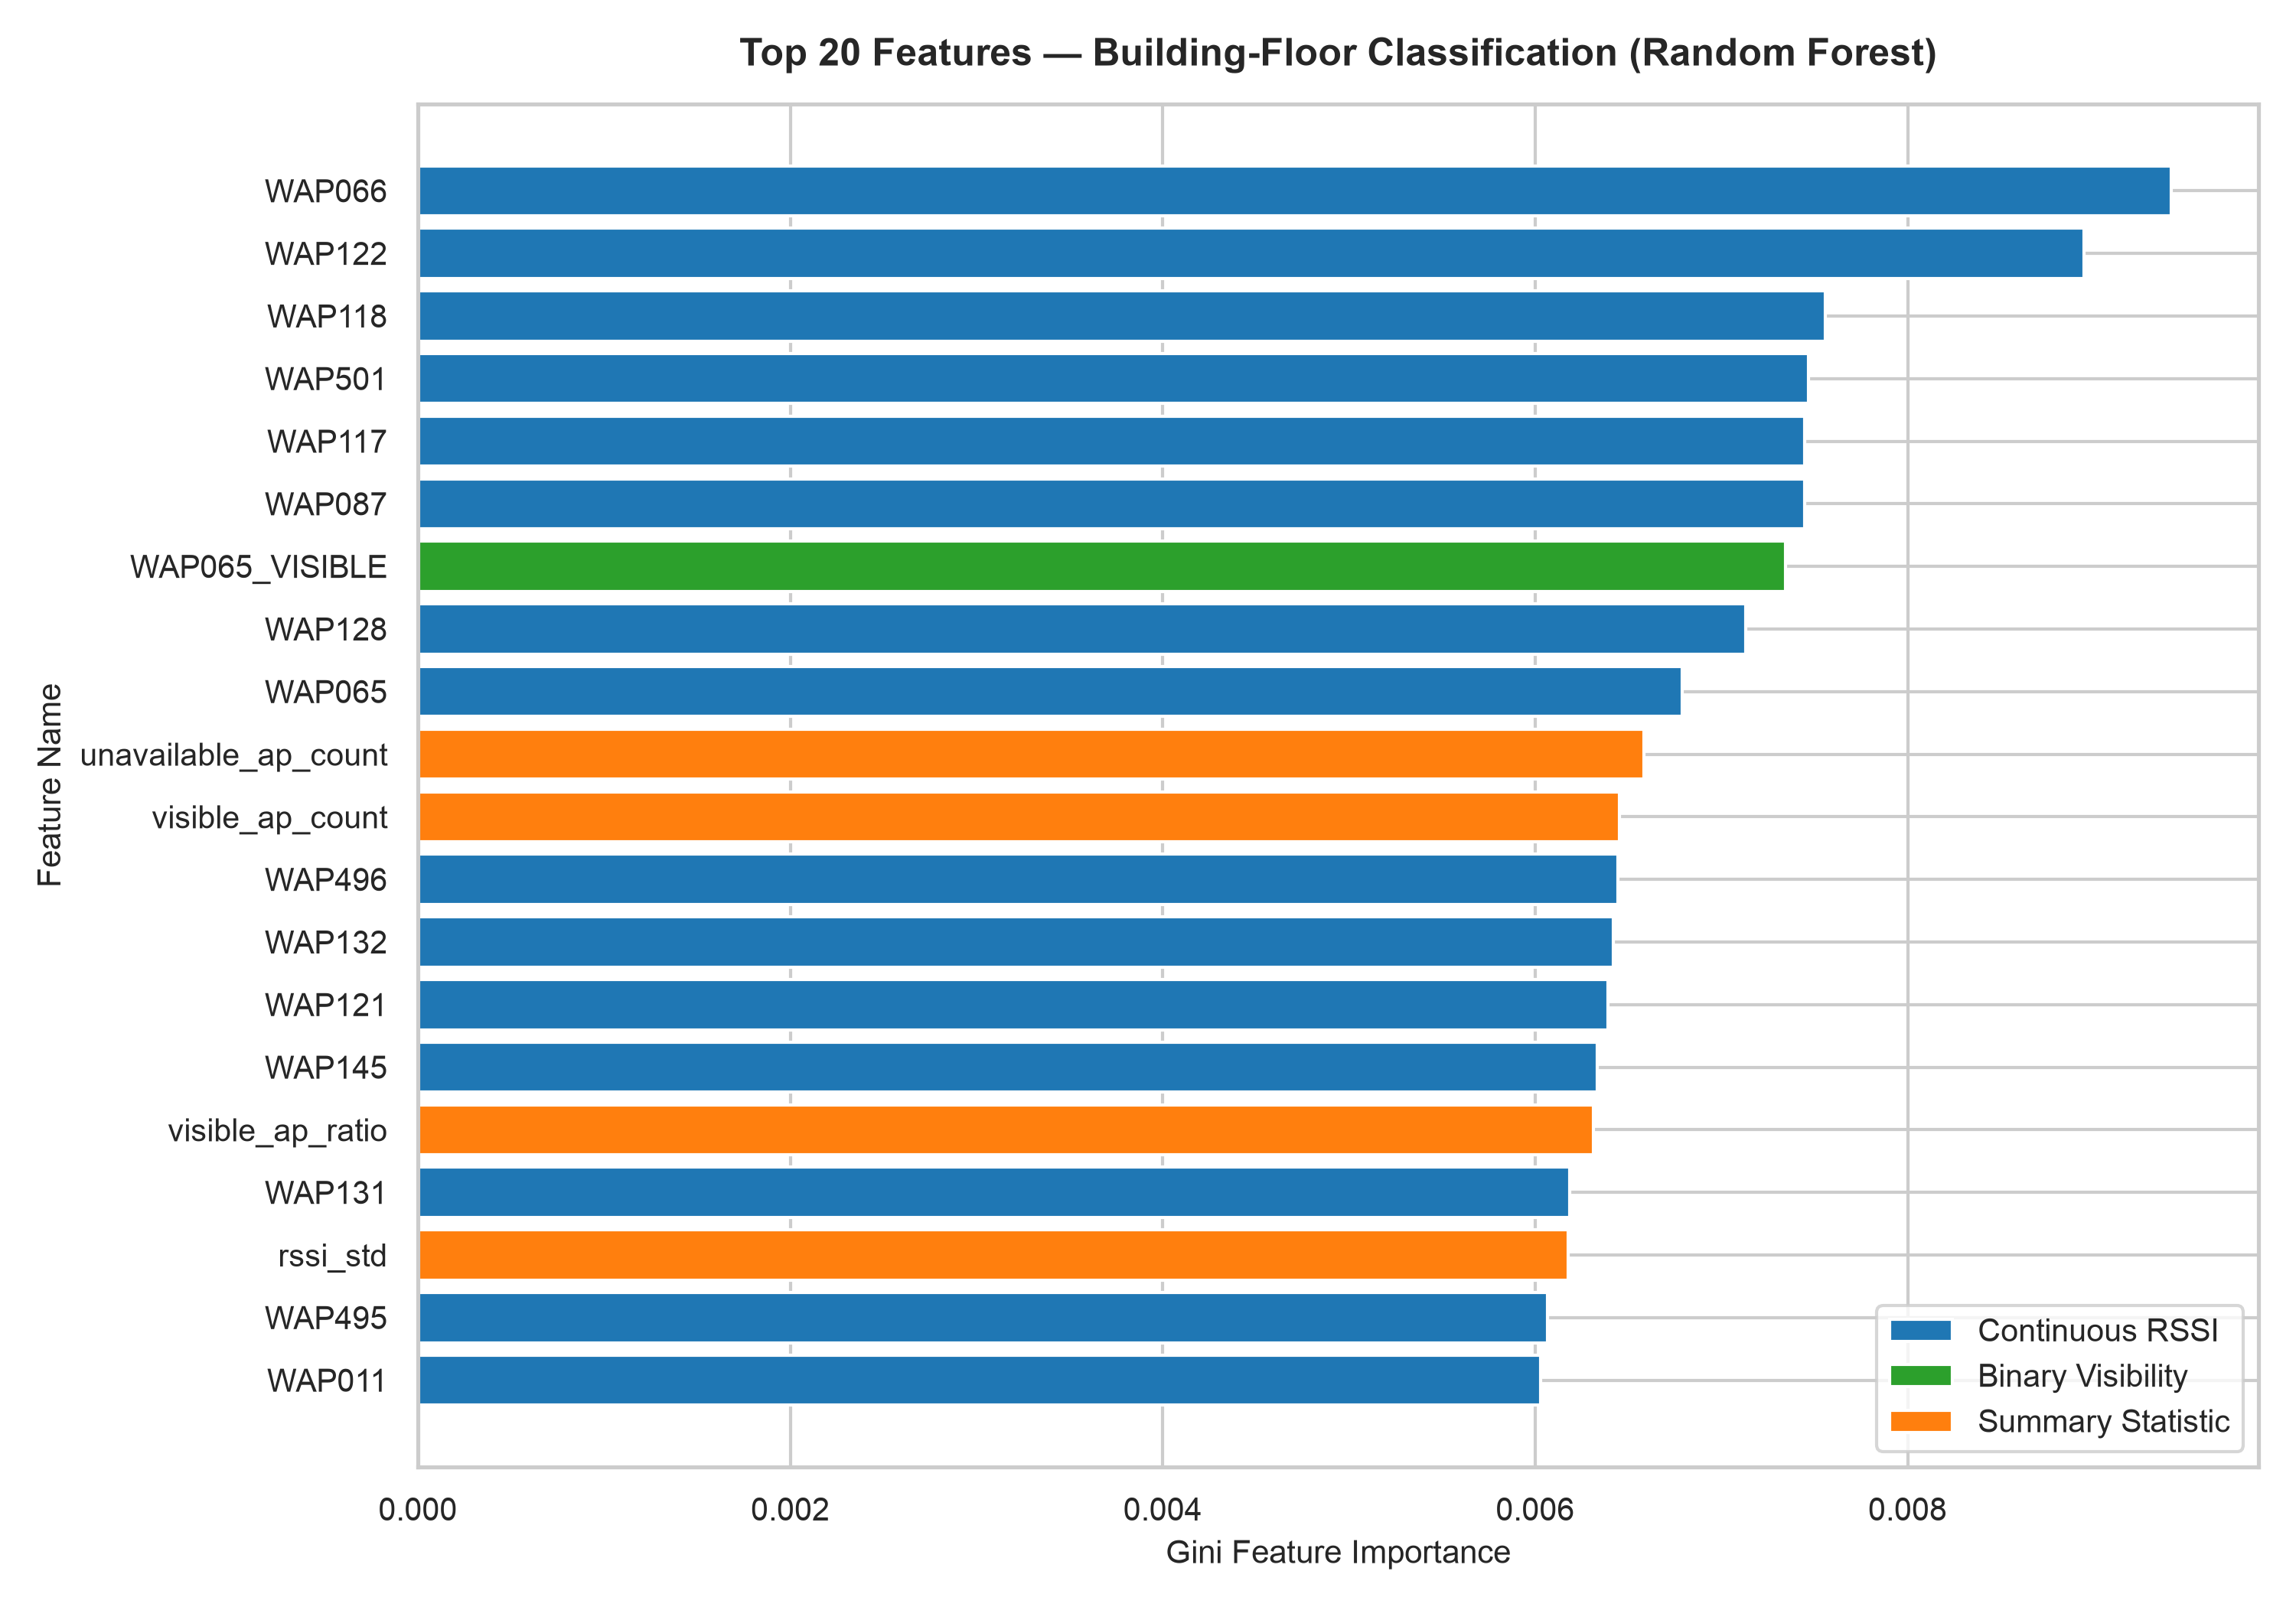 Top 20 Features — Building-Floor Classification (Random Forest)
Feature Name
WAP066
WAP122
WAP118
WAP501
WAP117
WAP087
WAP065_VISIBLE
WAP128
WAP065
unavailable_ap_count
visible_ap_count
WAP496
WAP132
WAP121
WAP145
visible_ap_ratio
WAP131
rssi_std
WAP495
WAP011
Continuous RSSI
Binary Visibility
Summary Statistic
0.000 0.002 0.004 0.006 0.008
Gini Feature Importance